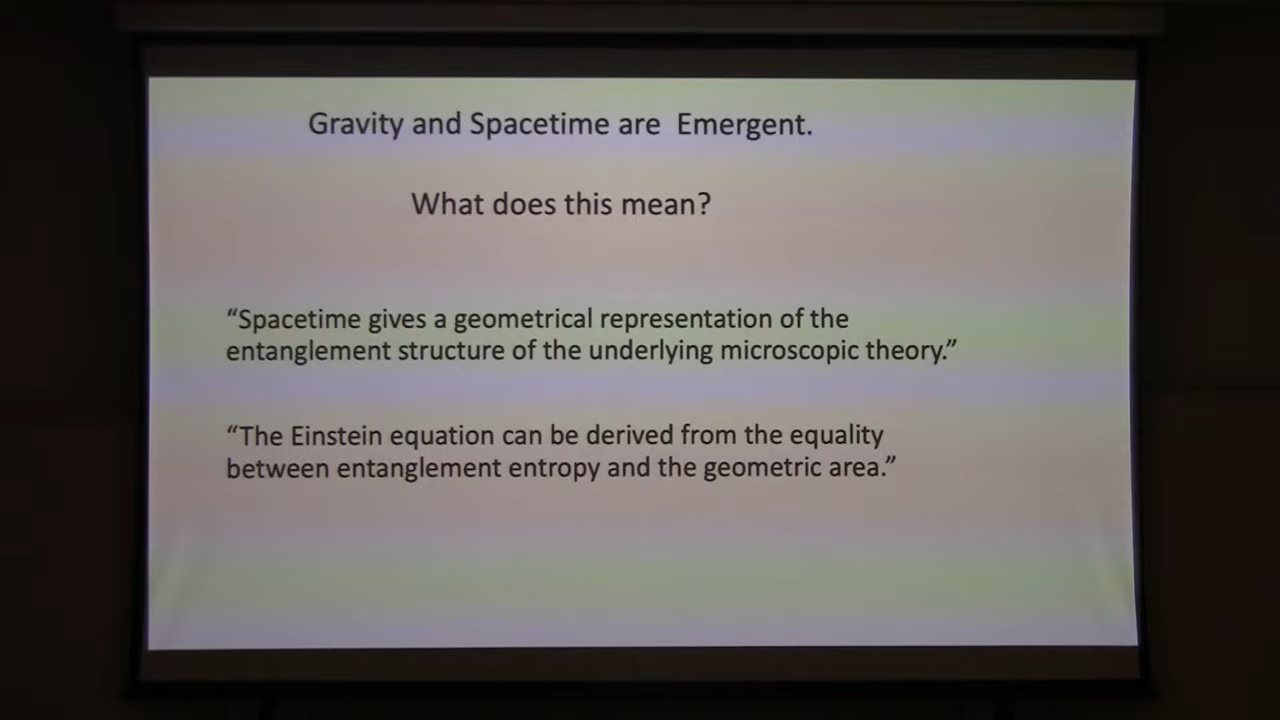 Gravity and Spacetime are Emergent.
What does this mean?
“Spacetime gives a geometrical representation of the
entanglement structure of the underlying microscopic theory.”
“The Einstein equation can be derived from the equality
between entanglement entropy and the geometric area.”